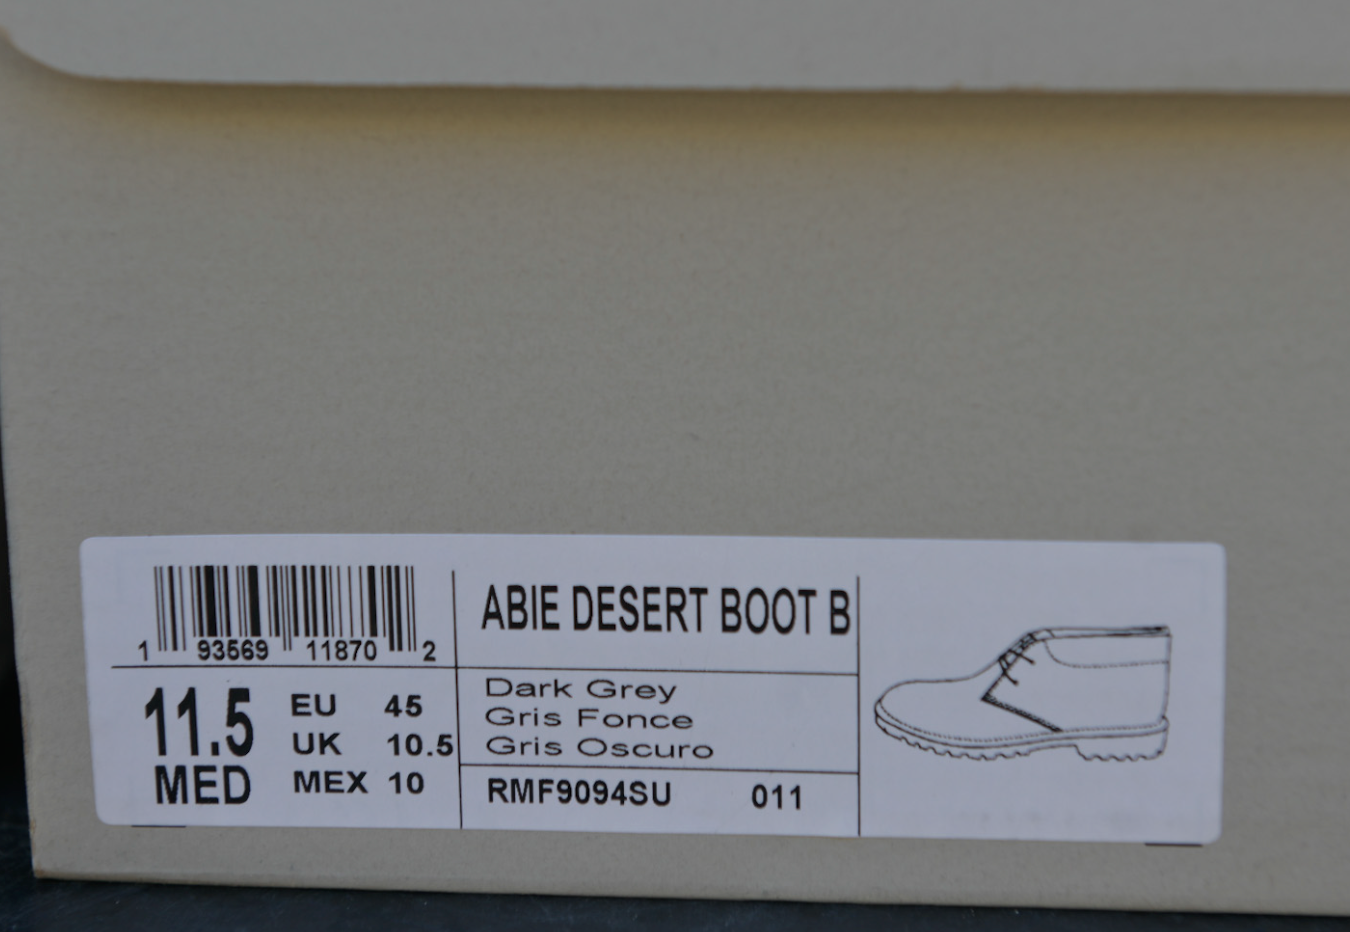 1 93569 11870 2
11.5
MED
EU 45
UK 10.5
MEX 10
ABIE DESERT BOOT B
Dark Grey
Gris Fonce
Gris Oscuro
RMF9094SU 011